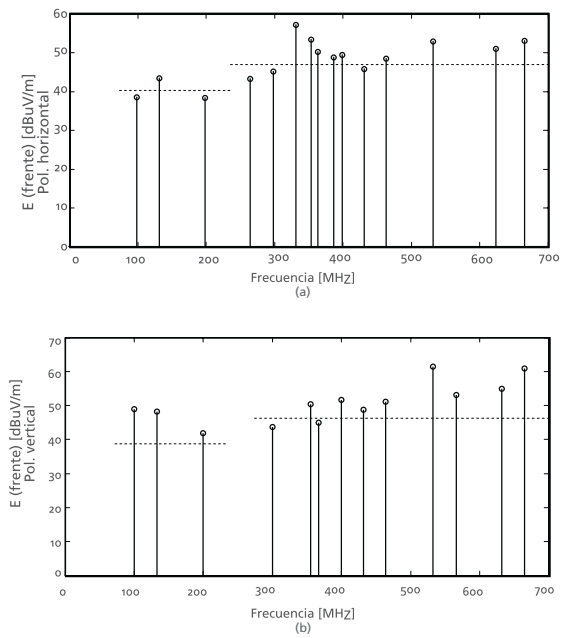 60
50
40
30
20
10
0
E (frente) [dBuV/m]
Pol. horizontal
0 100 200 300 400 500 600 700
Frecuencia [MHZ]
(a)
70
60
50
40
30
20
10
0
E (frente) [dBuV/m]
Pol. vertical
0 100 200 300 400 500 600 700
Frecuencia [MHZ]
(b)